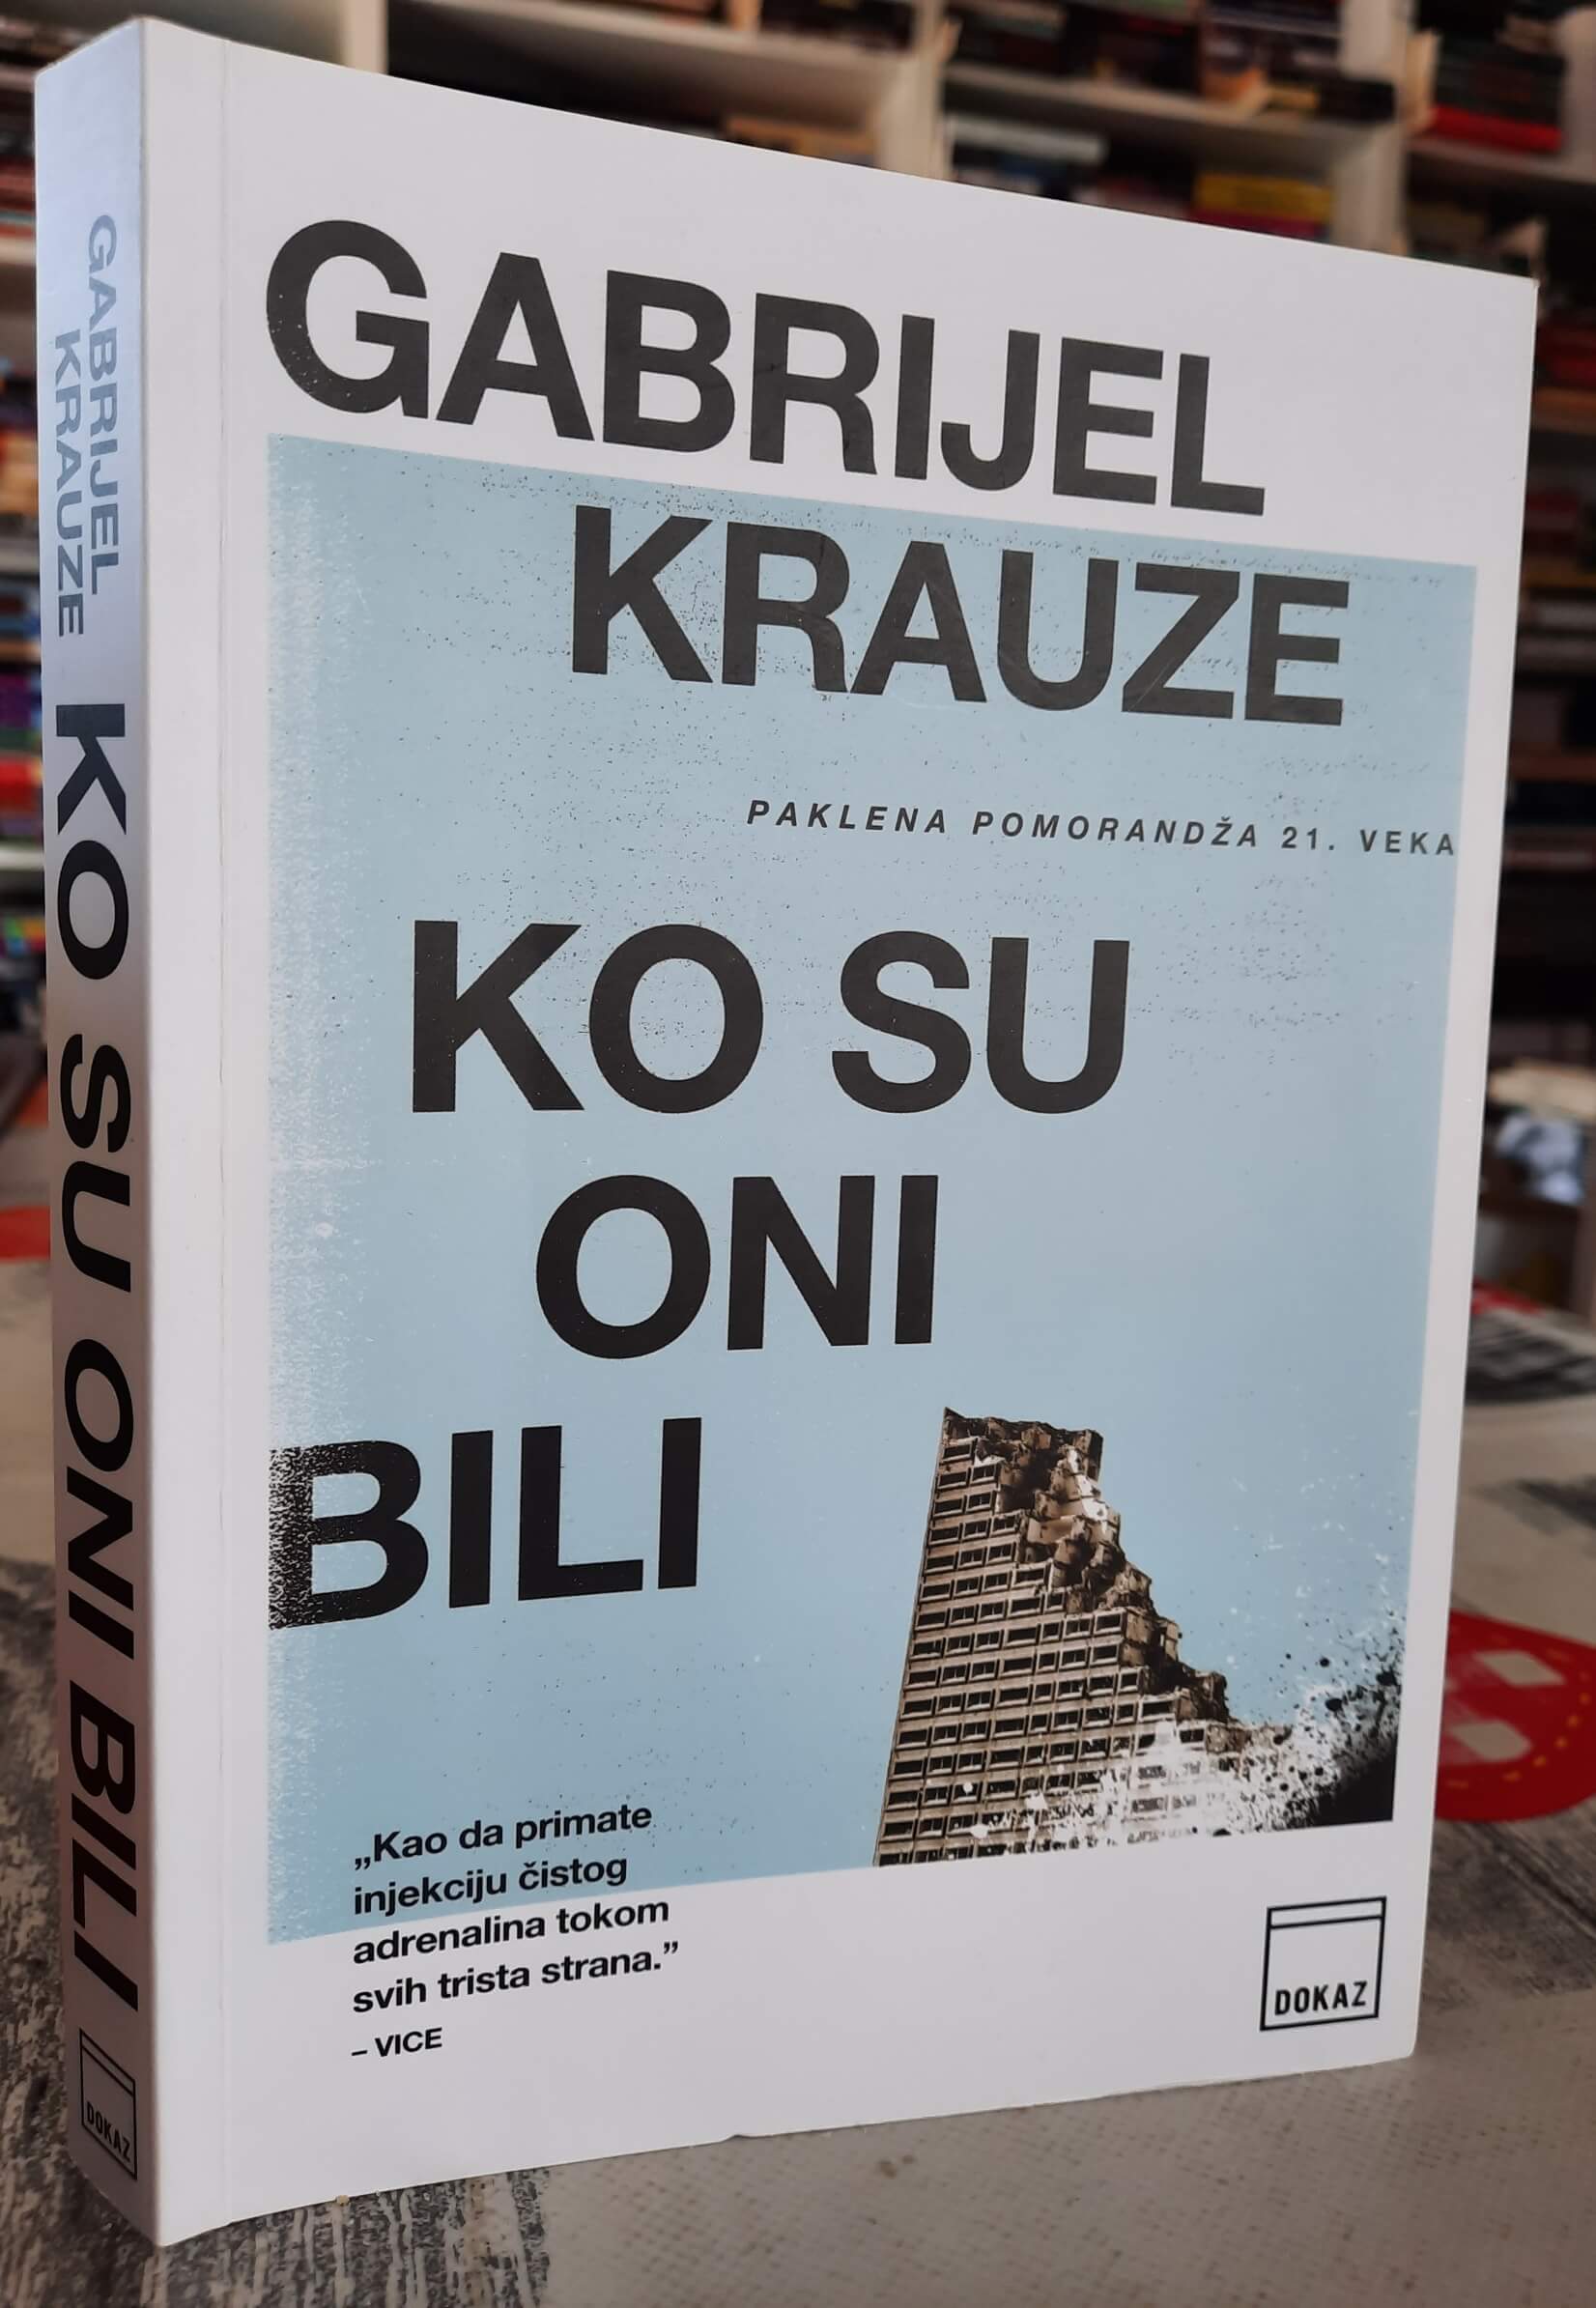 GABRIJEL
KRAUZE
KO SU ONI BILI
DOKAZ
GABRIJEL
KRAUZE
PAKLENA POMORANDŽA 21. VEKA
KO SU
ONI
BILI
„Kao da primate
injekciju čistog
adrenalina tokom
svih trista strana.”
– VICE
DOKAZ